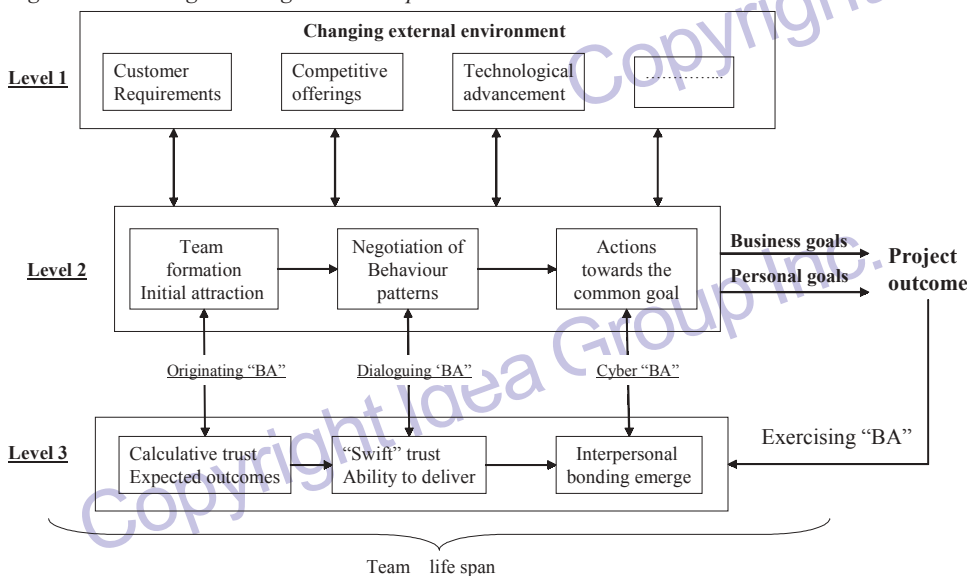 Changing external environment
Level 1
Customer
Requirements
Competitive
offerings
Technological
advancement
.................
Level 2
Team
formation
Initial attraction
Negotiation of
Behaviour
patterns
Actions
towards the
common goal
Business goals
Personal goals
Project
outcome
Originating “BA”
Dialoguing ‘BA”
Cyber “BA”
Exercising “BA”
Level 3
Calculative trust
Expected outcomes
“Swift” trust
Ability to deliver
Interpersonal
bonding emerge
Team life span
Copyright Idea Group Inc.
Copyright